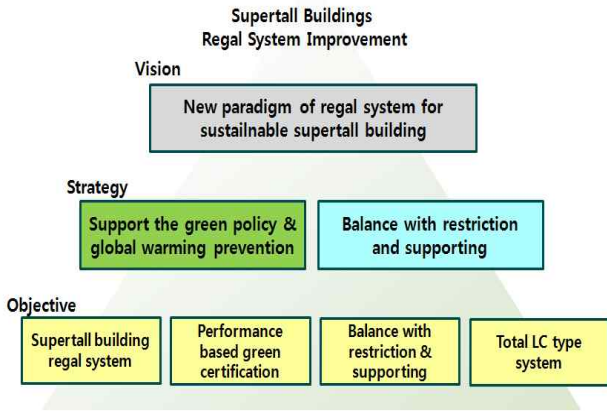 Supertall Buildings
Regal System Improvement
Vision
New paradigm of regal system for
sustailnable supertall building
Strategy
Support the green policy &
global warming prevention
Balance with restriction
and supporting
Objective
Supertall building
regal system
Performance
based green
certification
Balance with
restriction &
supporting
Total LC type
system